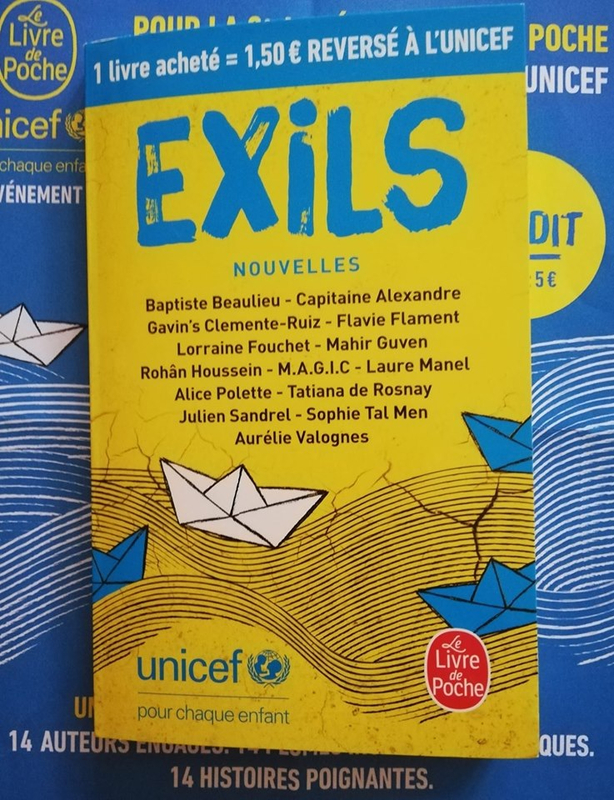 Le
Livre
de
Poche
POUR LA
POCHE
UNICEF
unicef
chaque enfa
VÉNEMENT
1 livre acheté = 1,50 € REVERSÉ À L'UNICEF
EXiLS
NOUVELLES
DIT
5 €
Baptiste Beaulieu - Capitaine Alexandre
Gavin's Clemente-Ruiz - Flavie Flament
Lorraine Fouchet - Mahir Guven
Rohân Houssein - M.A.G.I.C - Laure Manel
Alice Polette - Tatiana de Rosnay
Julien Sandrel - Sophie Tal Men
Aurélie Valognes
unicef
pour chaque enfant
Le
Livre
de
Poche
14 AUTEURS ENGAGÉS. 14
QUES.
14 HISTOIRES POIGNANTES.